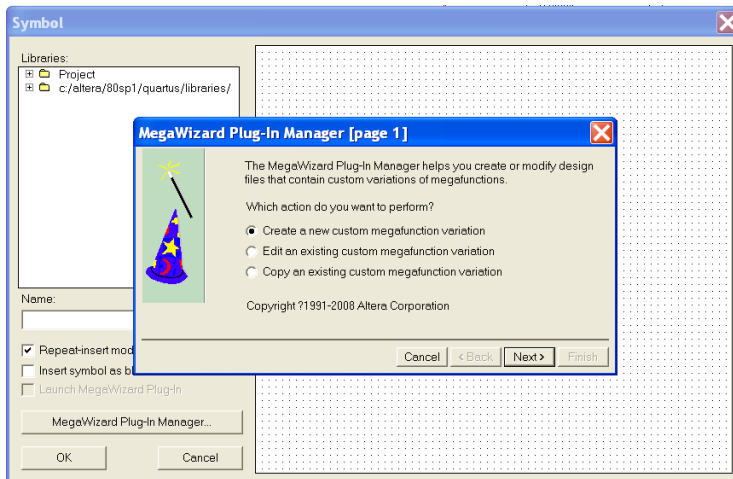 Symbol
Libraries:
Project
c:/altera/80sp1/quartus/libraries/
MegaWizard Plug-In Manager [page 1]
The MegaWizard Plug-In Manager helps you create or modify design
files that contain custom variations of megafunctions.
Which action do you want to perform?
Create a new custom megafunction variation
Edit an existing custom megafunction variation
Copy an existing custom megafunction variation
Copyright ?1991-2008 Altera Corporation
Cancel
< Back
Next >
Finish
Name:
Repeat-insert mod
Insert symbol as bl
Launch MegaWizard Plug-In
MegaWizard Plug-In Manager...
OK
Cancel